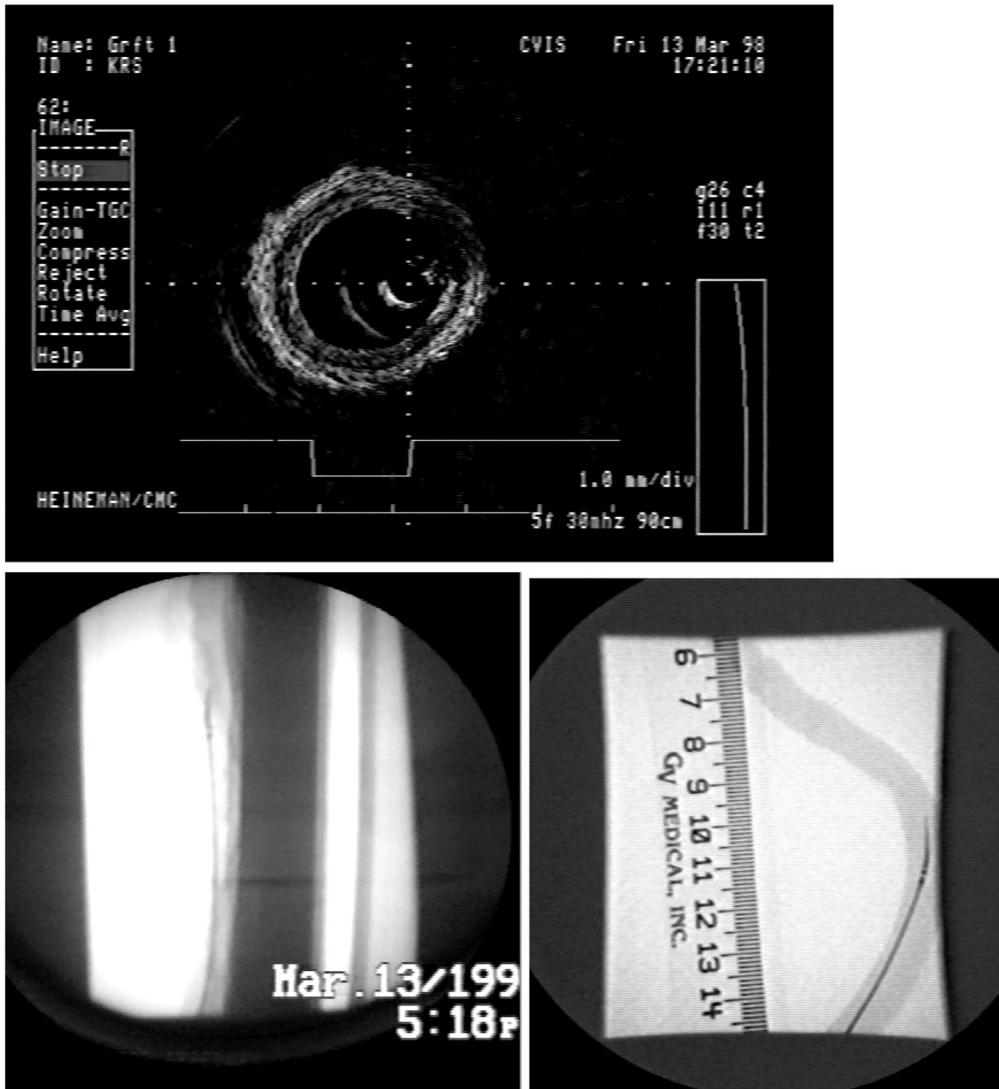 Name: Grft 1
CVIS
Fri 13 Mar 98
ID : KRS
17:21:10
62:
IMAGE
R
Stop
Gain-TGC
Zoom
Compress
Reject
Rotate
Time Avg
Help
g26 c4
i11 r1
f30 t2
1.0 mm/div
HEINEMAN/CMC
5f 30mhz 90cm
Mar.13/199
5:18P
6
7
8
9
10
11
12
13
14
GV MEDICAL, INC.